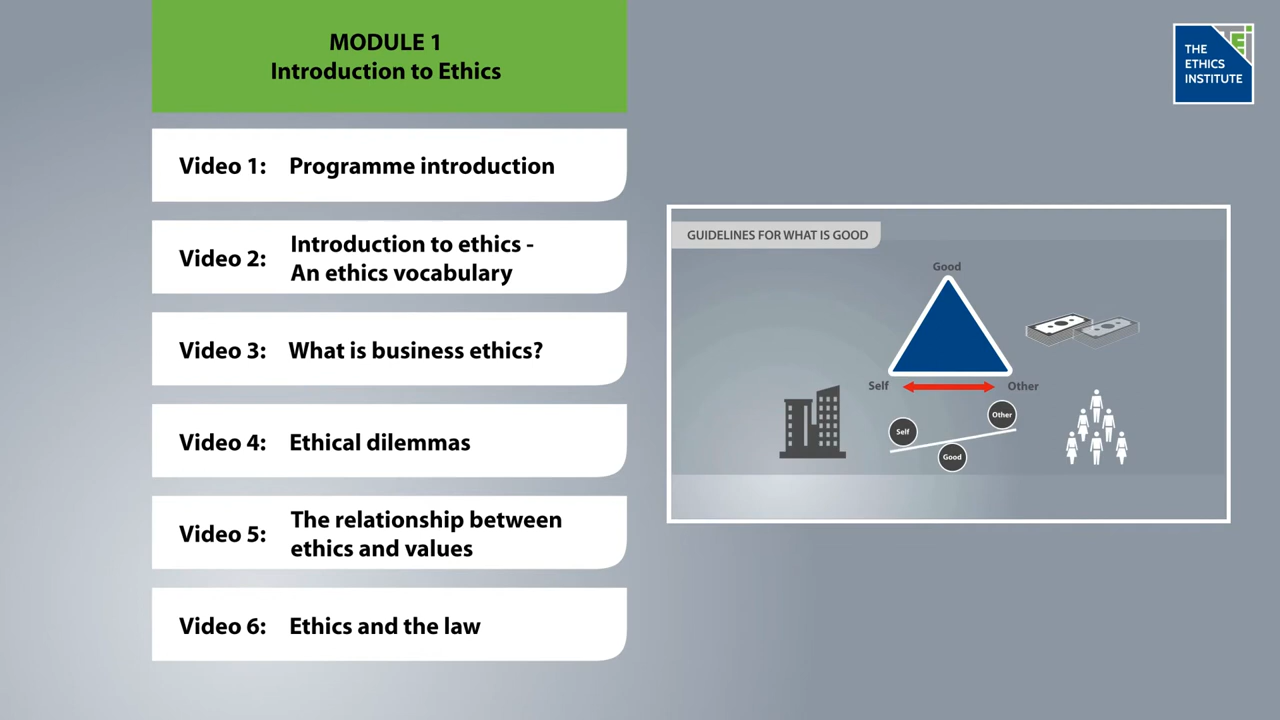 MODULE 1
Introduction to Ethics
Video 1: Programme introduction
Video 2: Introduction to ethics -
An ethics vocabulary
Video 3: What is business ethics?
Video 4: Ethical dilemmas
Video 5: The relationship between
ethics and values
Video 6: Ethics and the law
THE
ETHICS
INSTITUTE
GUIDELINES FOR WHAT IS GOOD
Good
Self
Other
Self
Other
Good